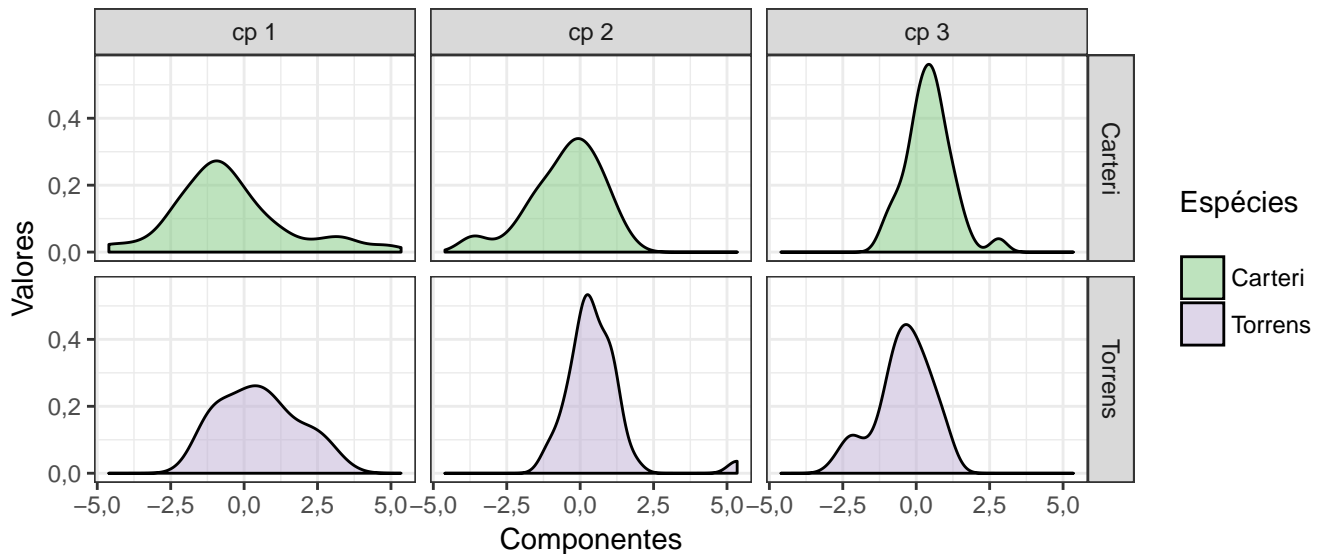 cp 1
cp 2
cp 3
Valores
0,4
0,2
0,0
Carteri
0,4
0,2
0,0
Torrens
−5,0 −2,5 0,0 2,5 5,0
−5,0 −2,5 0,0 2,5 5,0
−5,0 −2,5 0,0 2,5 5,0
Componentes
Espécies
Carteri
Torrens